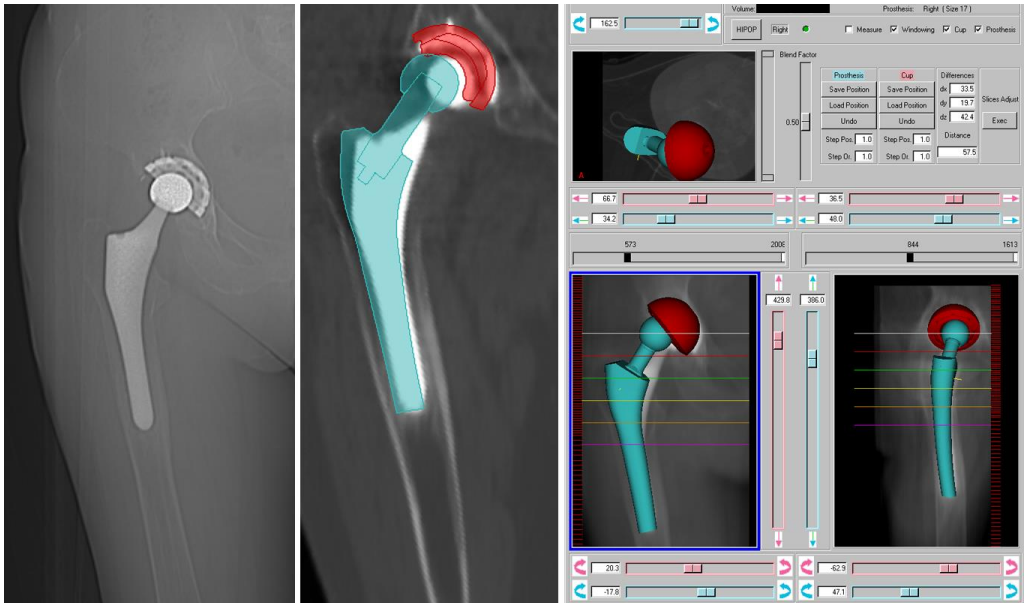 Volume: Prosthesis: Right ( Size 17 )
162.5
HIPOP Right Measure Windowing Cup Prosthesis
Blend Factor
0.50
Prosthesis Cup Differences
Save Position Save Position dx 33.5
Load Position Load Position dy 19.7
Undo Undo dz 42.4
Slices Adjust
Exec
Step Pos. 1.0 Step Pos. 1.0 Distance
Step Or. 1.0 Step Or. 1.0 57.5
A
66.7 36.5
34.2 48.0
573 2008 844 1613
429.8 386.0
20.3 -62.9
-17.8 47.1